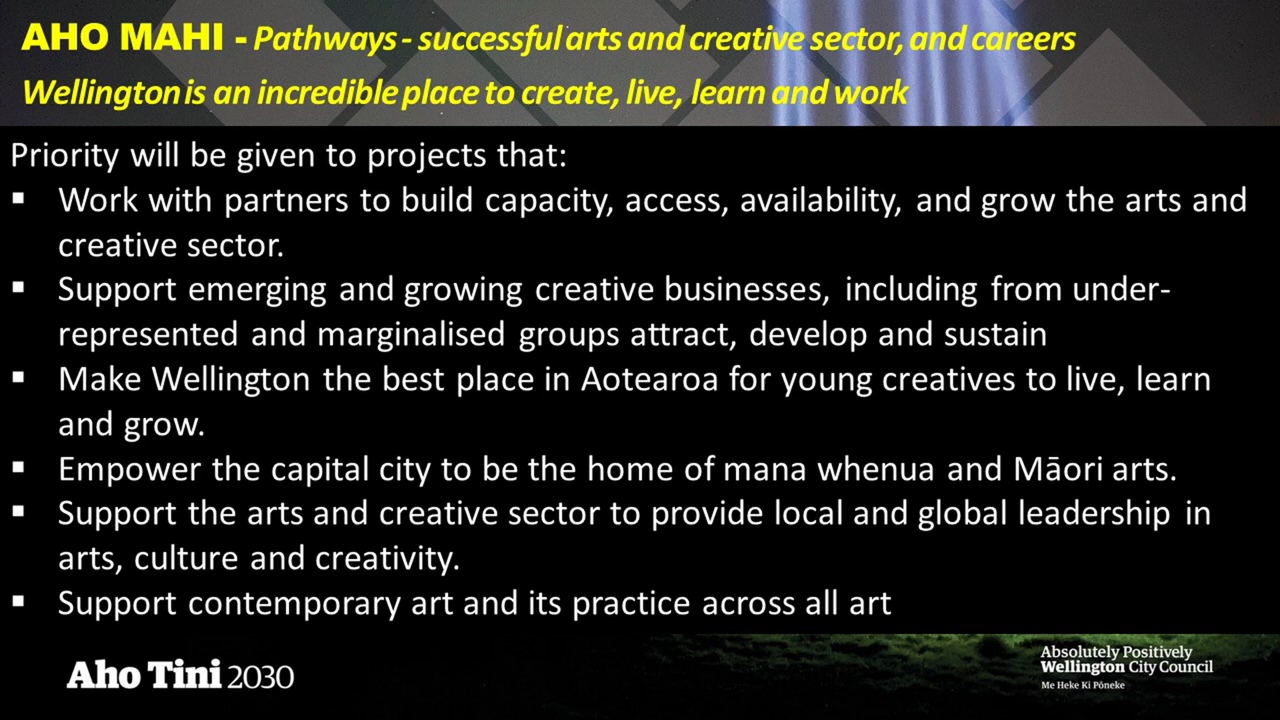 AHO MAHI - Pathways - successful arts and creative sector, and careers
Wellington is an incredible place to create, live, learn and work
Priority will be given to projects that:
▪ Work with partners to build capacity, access, availability, and grow the arts and
creative sector.
▪ Support emerging and growing creative businesses, including from under-
represented and marginalised groups attract, develop and sustain
▪ Make Wellington the best place in Aotearoa for young creatives to live, learn
and grow.
▪ Empower the capital city to be the home of mana whenua and Māori arts.
▪ Support the arts and creative sector to provide local and global leadership in
arts, culture and creativity.
▪ Support contemporary art and its practice across all art
Aho Tini 2030
Absolutely Positively
Wellington City Council
Me Heke Ki Pōneke